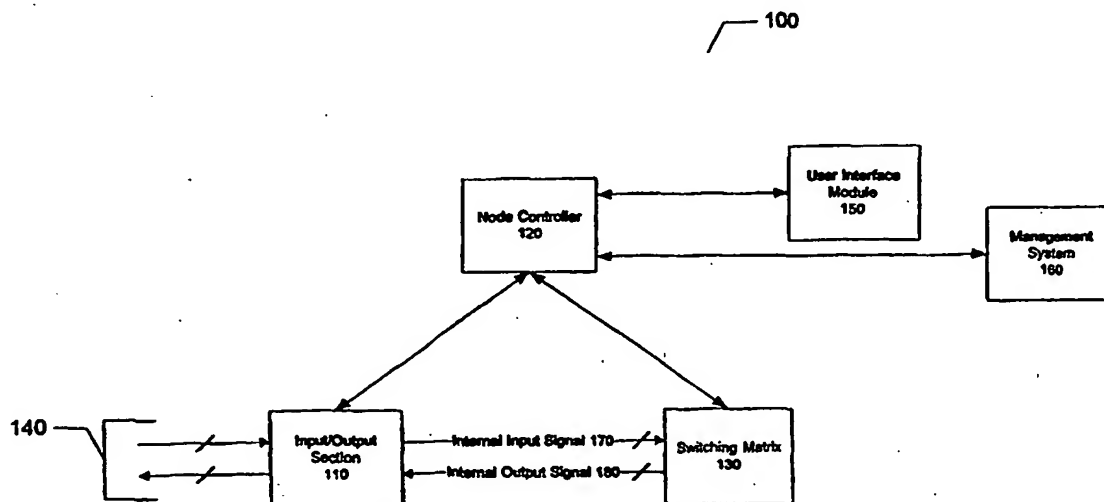 100
User Interface
Module
150
Node Controller
120
Management
System
160
140
Input/Output
Section
110
Internal Input Signal 170
Internal Output Signal 180
Switching Matrix
130